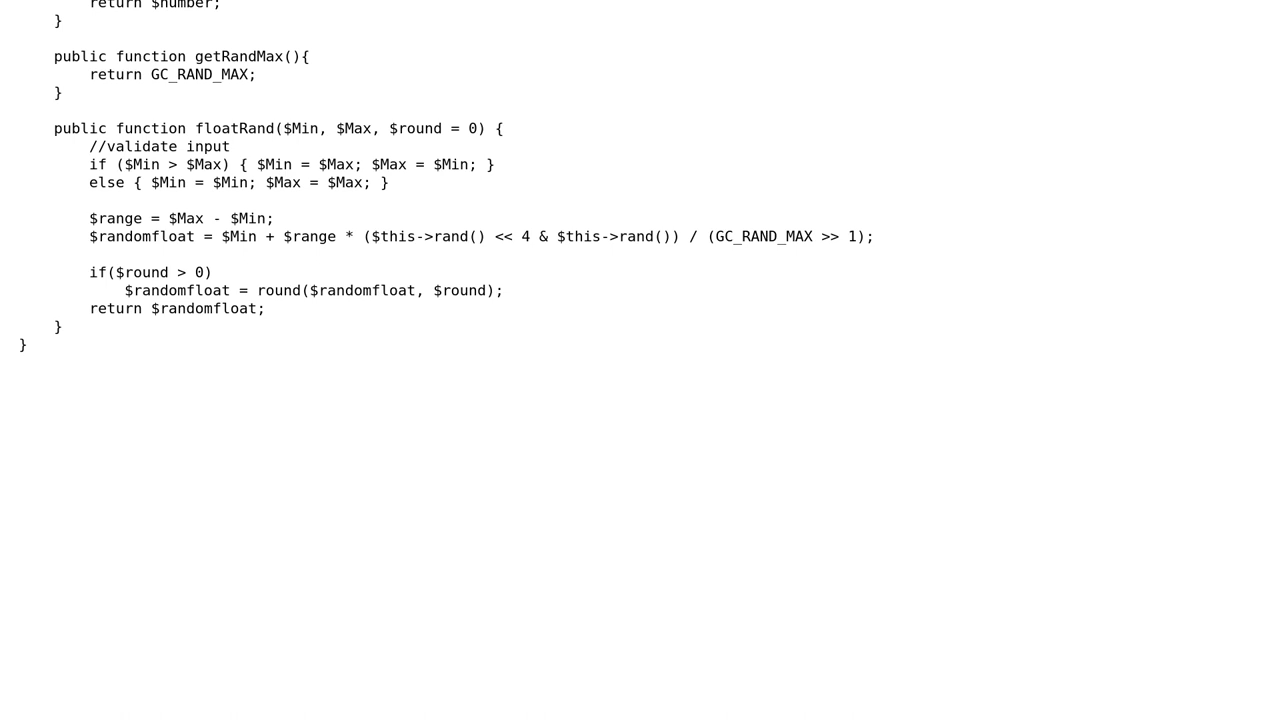 return $number;
}
public function getRandMax(){
return GC_RAND_MAX;
}
public function floatRand($Min, $Max, $round = 0) {
//validate input
if ($Min > $Max) { $Min = $Max; $Max = $Min; }
else { $Min = $Min; $Max = $Max; }
$range = $Max - $Min;
$randomfloat = $Min + $range * ($this->rand() << 4 & $this->rand()) / (GC_RAND_MAX >> 1);
if($round > 0)
$randomfloat = round($randomfloat, $round);
return $randomfloat;
}
}